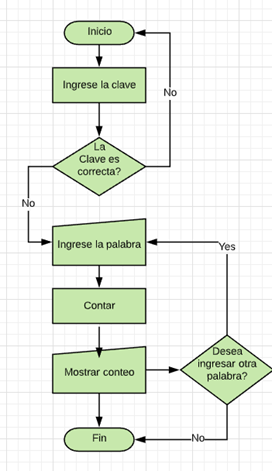 Inicio
Ingrese la clave
No
La
Clave es
correcta?
No
Ingrese la palabra
Yes
Contar
Desea
ingresar otra
palabra?
Mostrar conteo
Fin
No